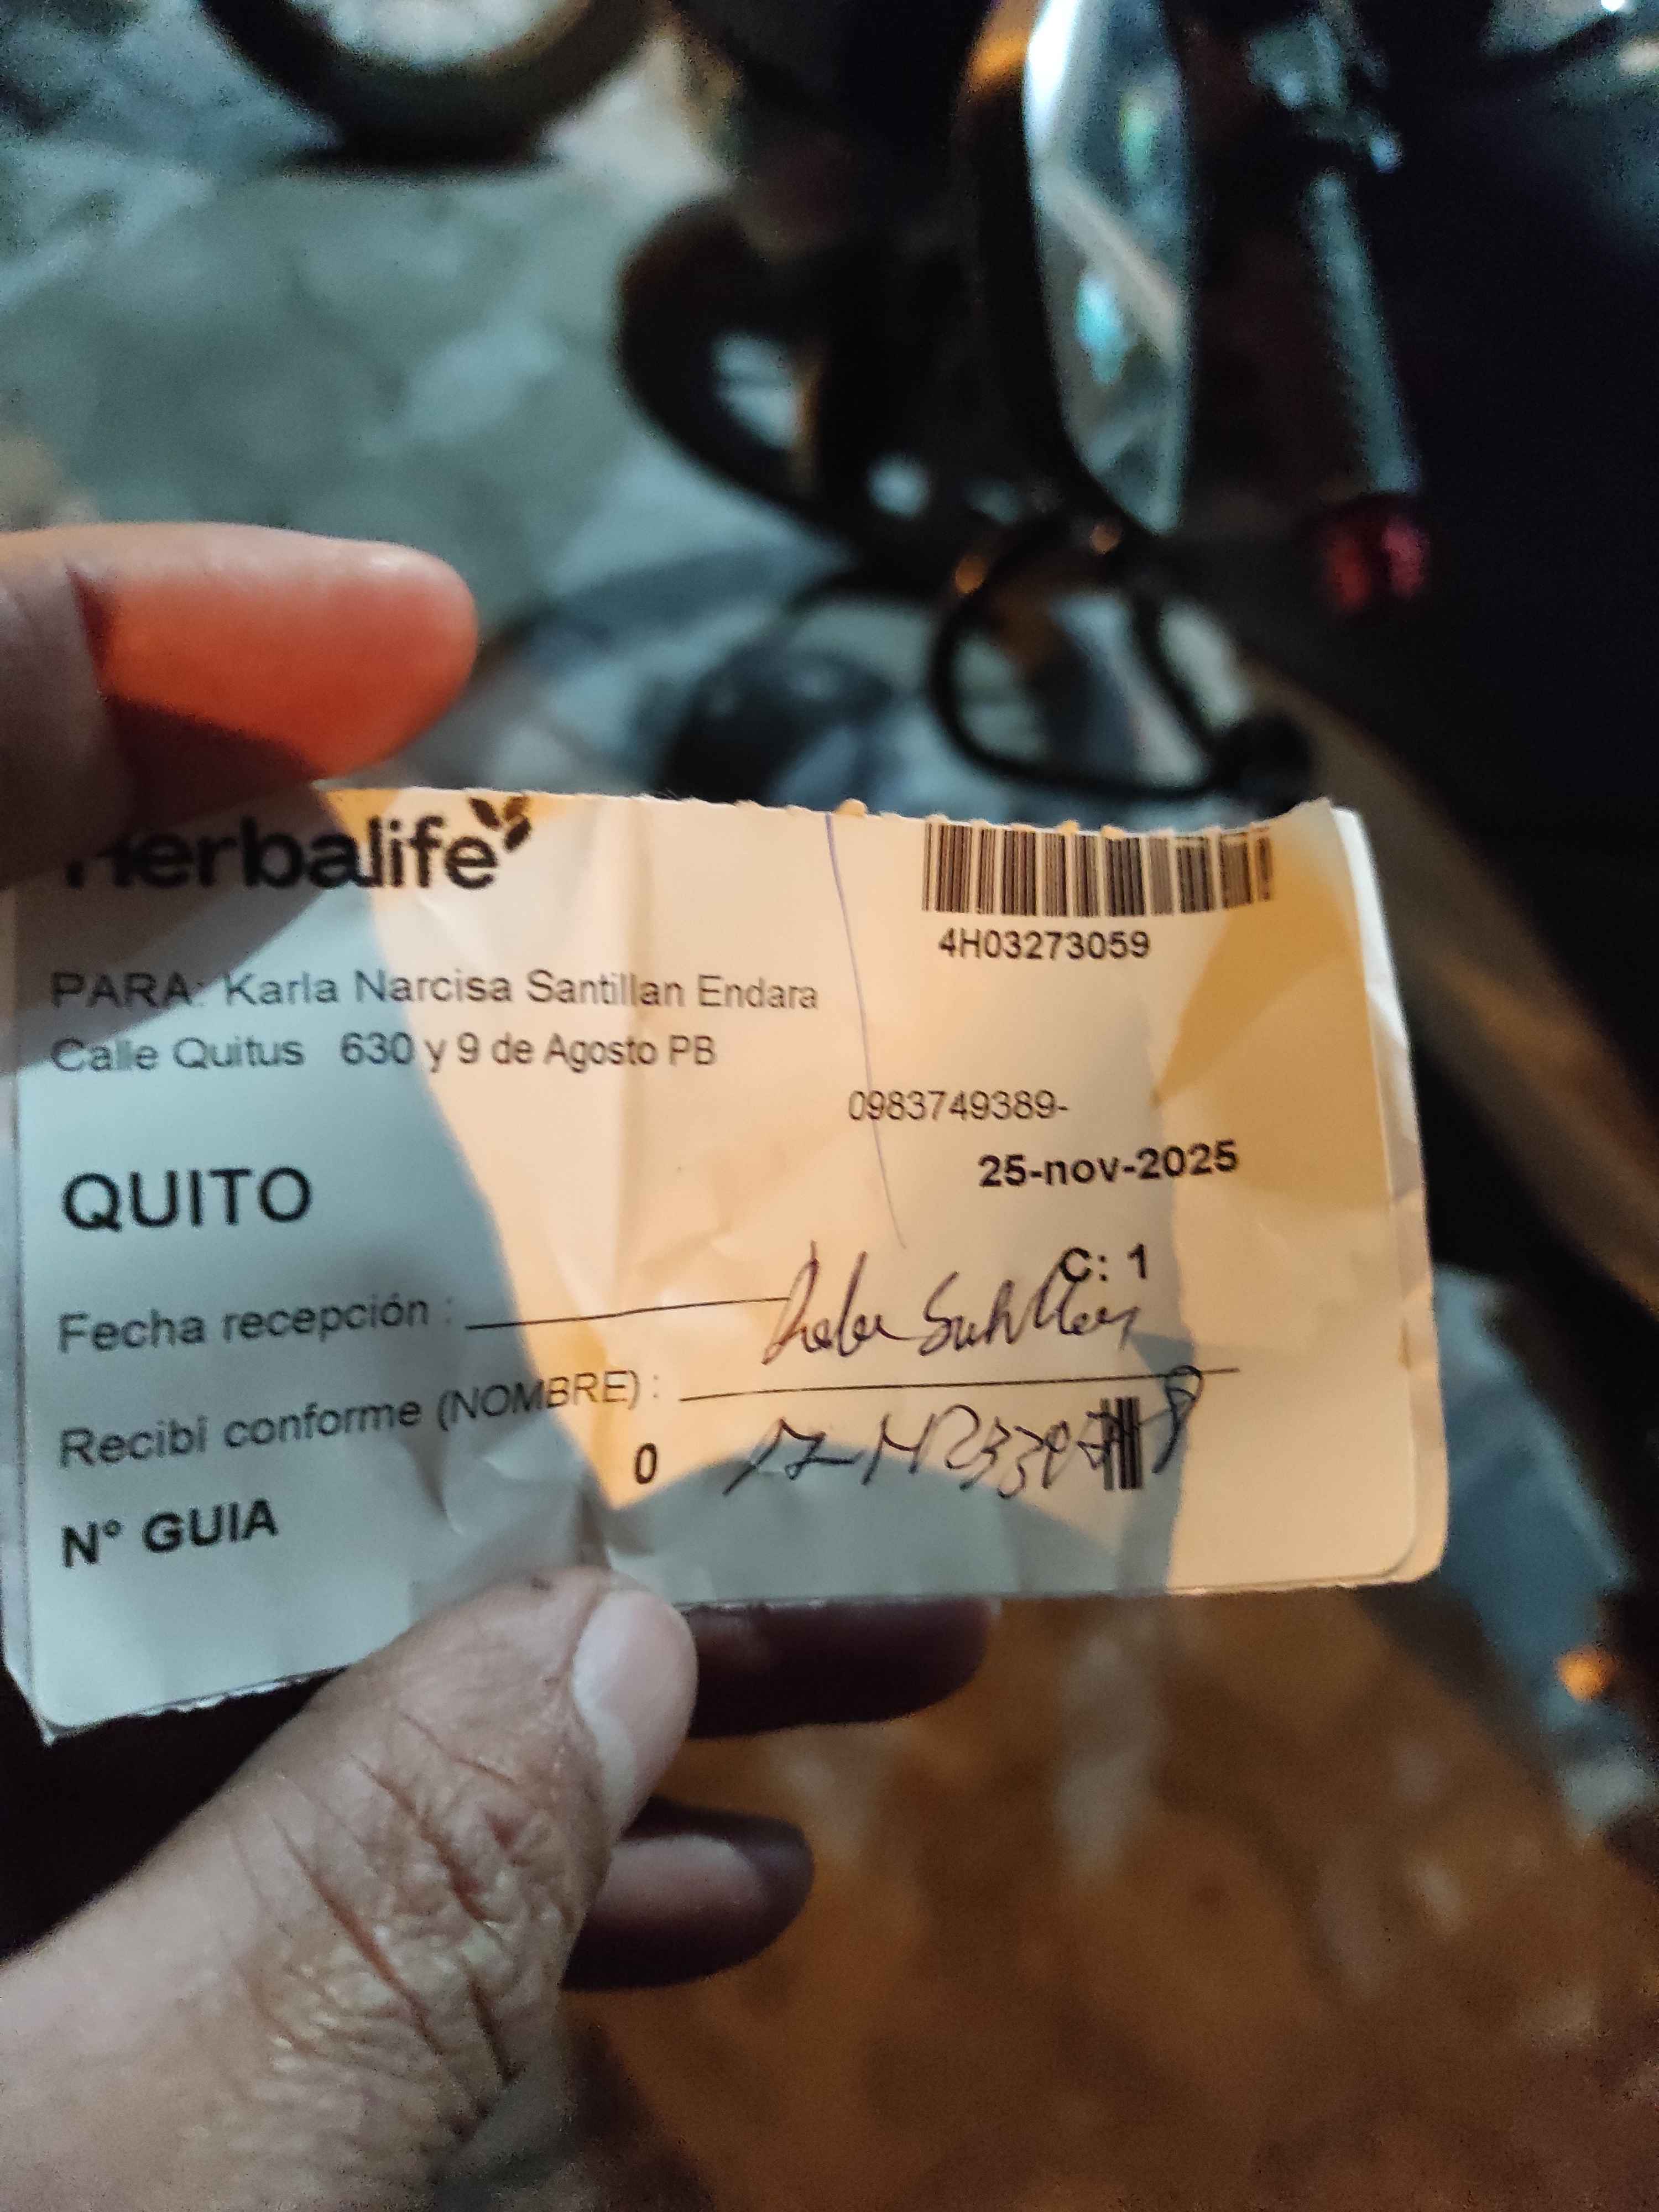 Herbalife
4H03273059
PARA: Karla Narcisa Santillan Endara
Calle Quitus 630 y 9 de Agosto PB
0983749389-
25-nov-2025
QUITO
C: 1
Fecha recepción :
Recibi conforme (NOMBRE) :
0
N° GUIA